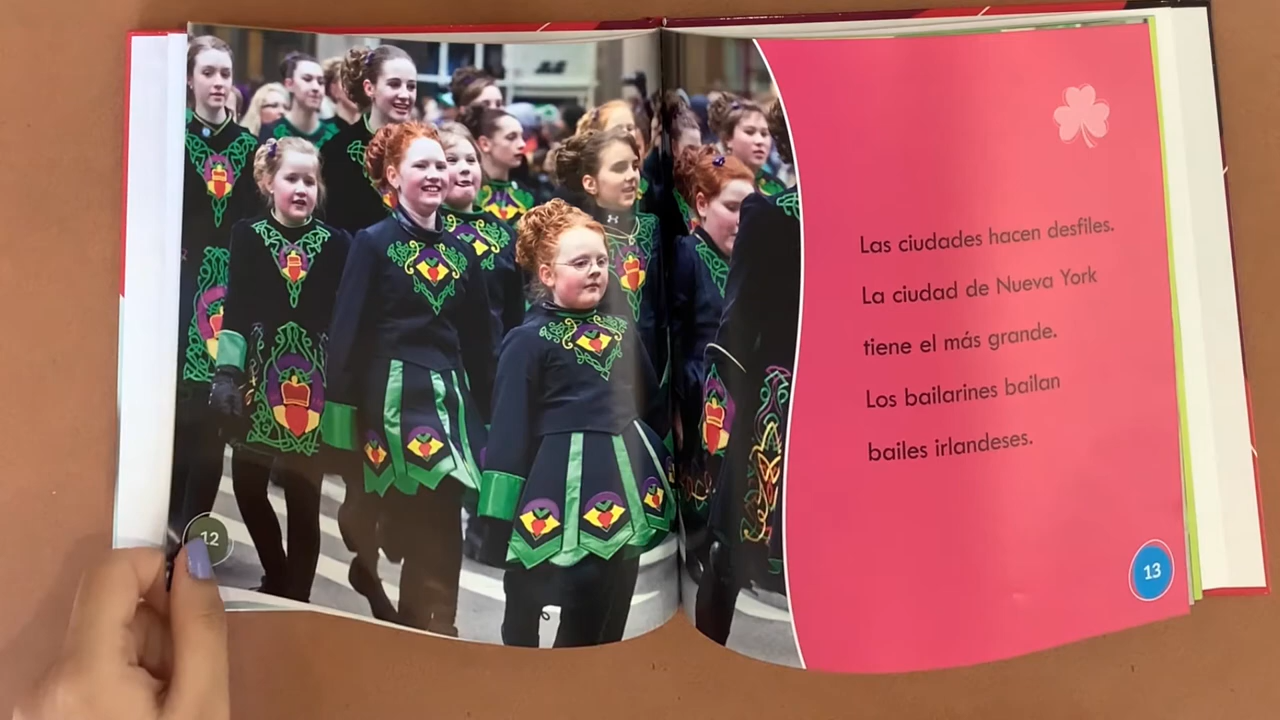 Las ciudades hacen desfiles.
La ciudad de Nueva York
tiene el más grande.
Los bailarines bailan
bailes irlandeses.
12
13